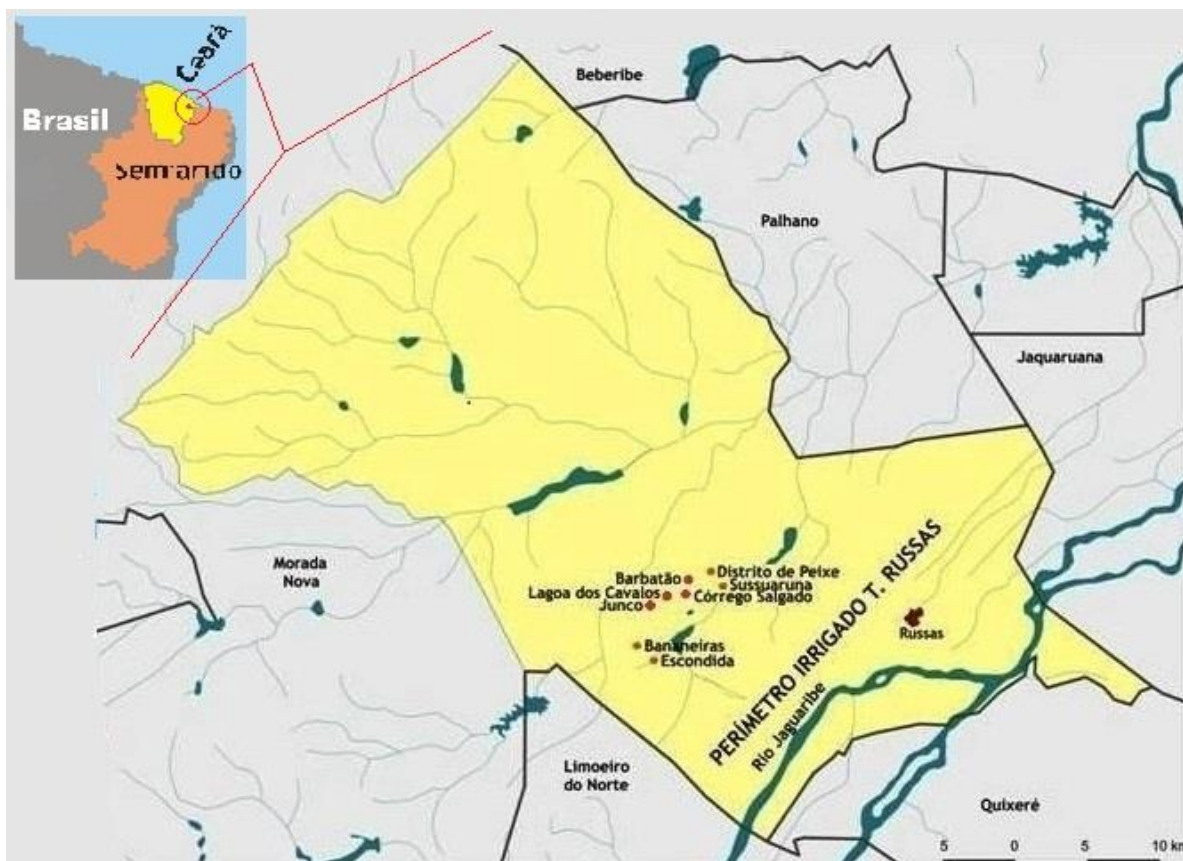 Ceará
Brasil
Semiarido
Beberibe
Palhano
Jaquaruana
Morada
Nova
Barbatão
Distrito de Peixe
Sussuaruna
Lagoa dos Cavalos
Córrego Salgado
Junco
Bananeiras
Escondida
PERÍMETRO IRRIGADO T. RUSSAS
Russas
Rio Jaguaribe
Limoeiro
do Norte
Quixeré
5 0 5 10 km